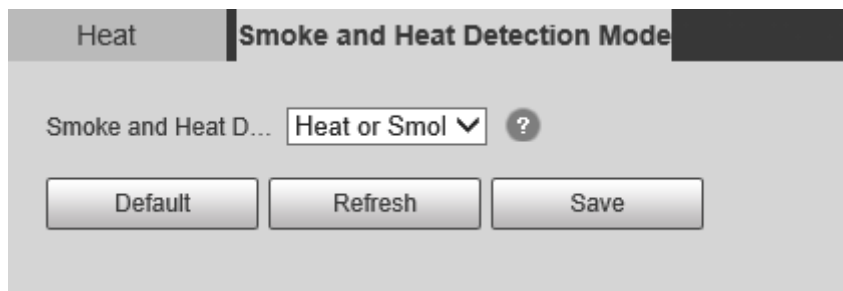 Heat Smoke and Heat Detection Mode
Smoke and Heat D... Heat or Smol ?
Default Refresh Save